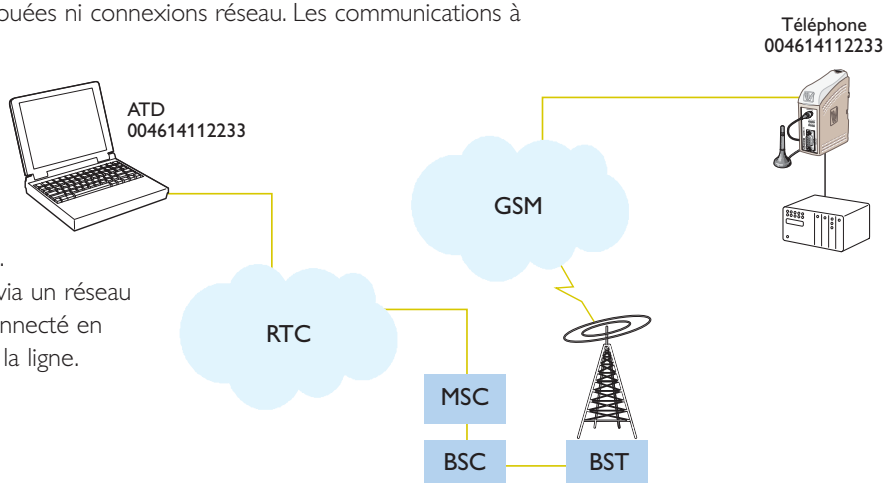 ouées ni connexions réseau. Les communications à
Téléphone
004614112233
ATD
004614112233
GSM
.
via un réseau
nnecté en
la ligne.
RTC
MSC
BSC
BST